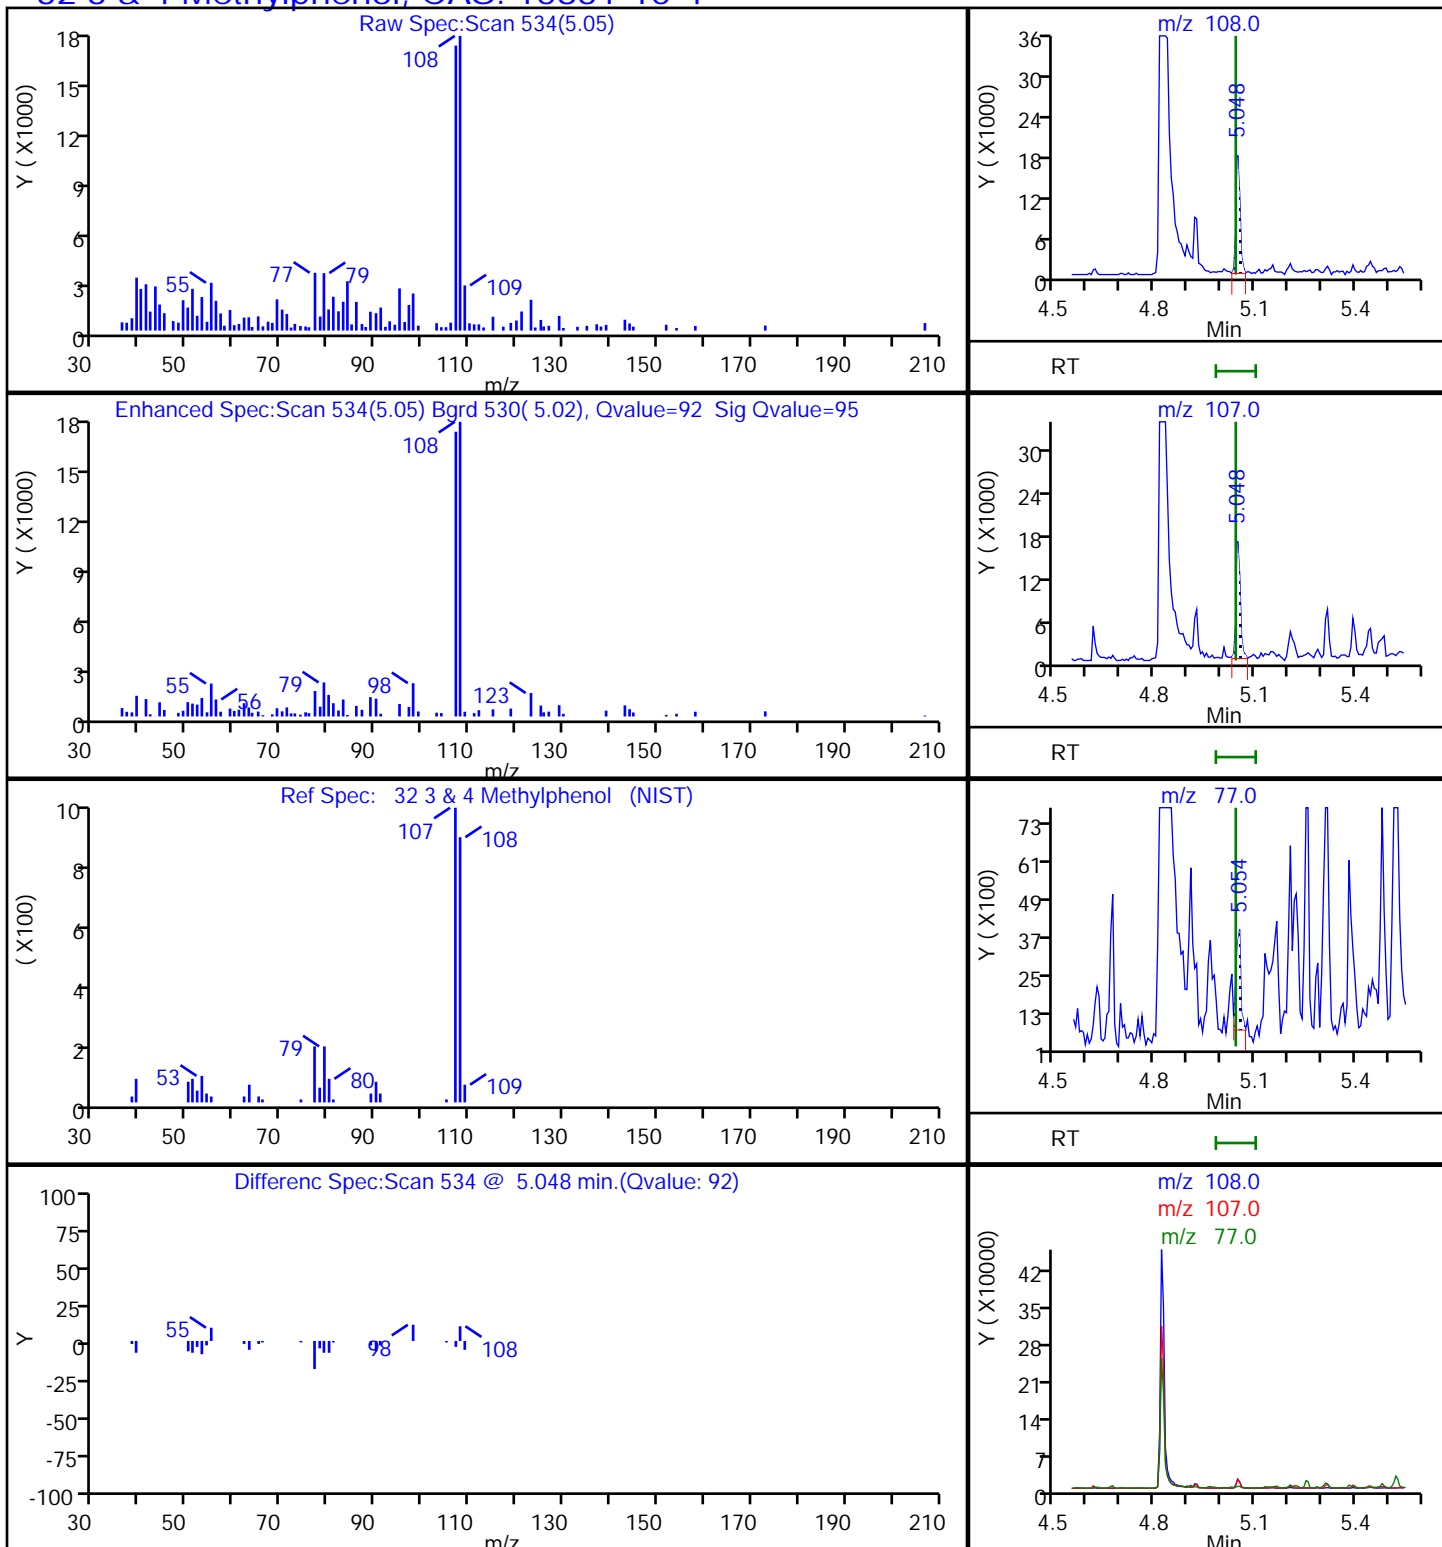 Raw Spec:Scan 534(5.05)
18
15
12
9
6
3
0
Y ( X1000)
108
55
77
79
109
30 50 70 90 110 130 150 170 190 210
m/z
m/z 108.0
36
30
24
18
12
6
0
Y ( X1000)
5.048
4.5 4.8 5.1 5.4
Min
RT
Enhanced Spec:Scan 534(5.05) Bgrd 530( 5.02), Qvalue=92 Sig Qvalue=95
18
15
12
9
6
3
0
Y ( X1000)
108
55
56
79
98
123
30 50 70 90 110 130 150 170 190 210
m/z
m/z 107.0
30
24
18
12
6
0
Y ( X1000)
5.048
4.5 4.8 5.1 5.4
Min
RT
Ref Spec: 32 3 & 4 Methylphenol (NIST)
10
8
6
4
2
0
( X100)
107
108
53
79
80
109
30 50 70 90 110 130 150 170 190 210
m/z 77.0
73
61
49
37
25
13
1
Y ( X100)
5.054
4.5 4.8 5.1 5.4
Min
RT
Differenc Spec:Scan 534 @ 5.048 min.(Qvalue: 92)
100
75
50
25
0
-25
-50
-75
-100
Y
55
98
108
30 50 70 90 110 130 150 170 190 210
m/z
m/z 108.0
m/z 107.0
m/z 77.0
42
35
28
21
14
7
0
Y ( X10000)
4.5 4.8 5.1 5.4
Min